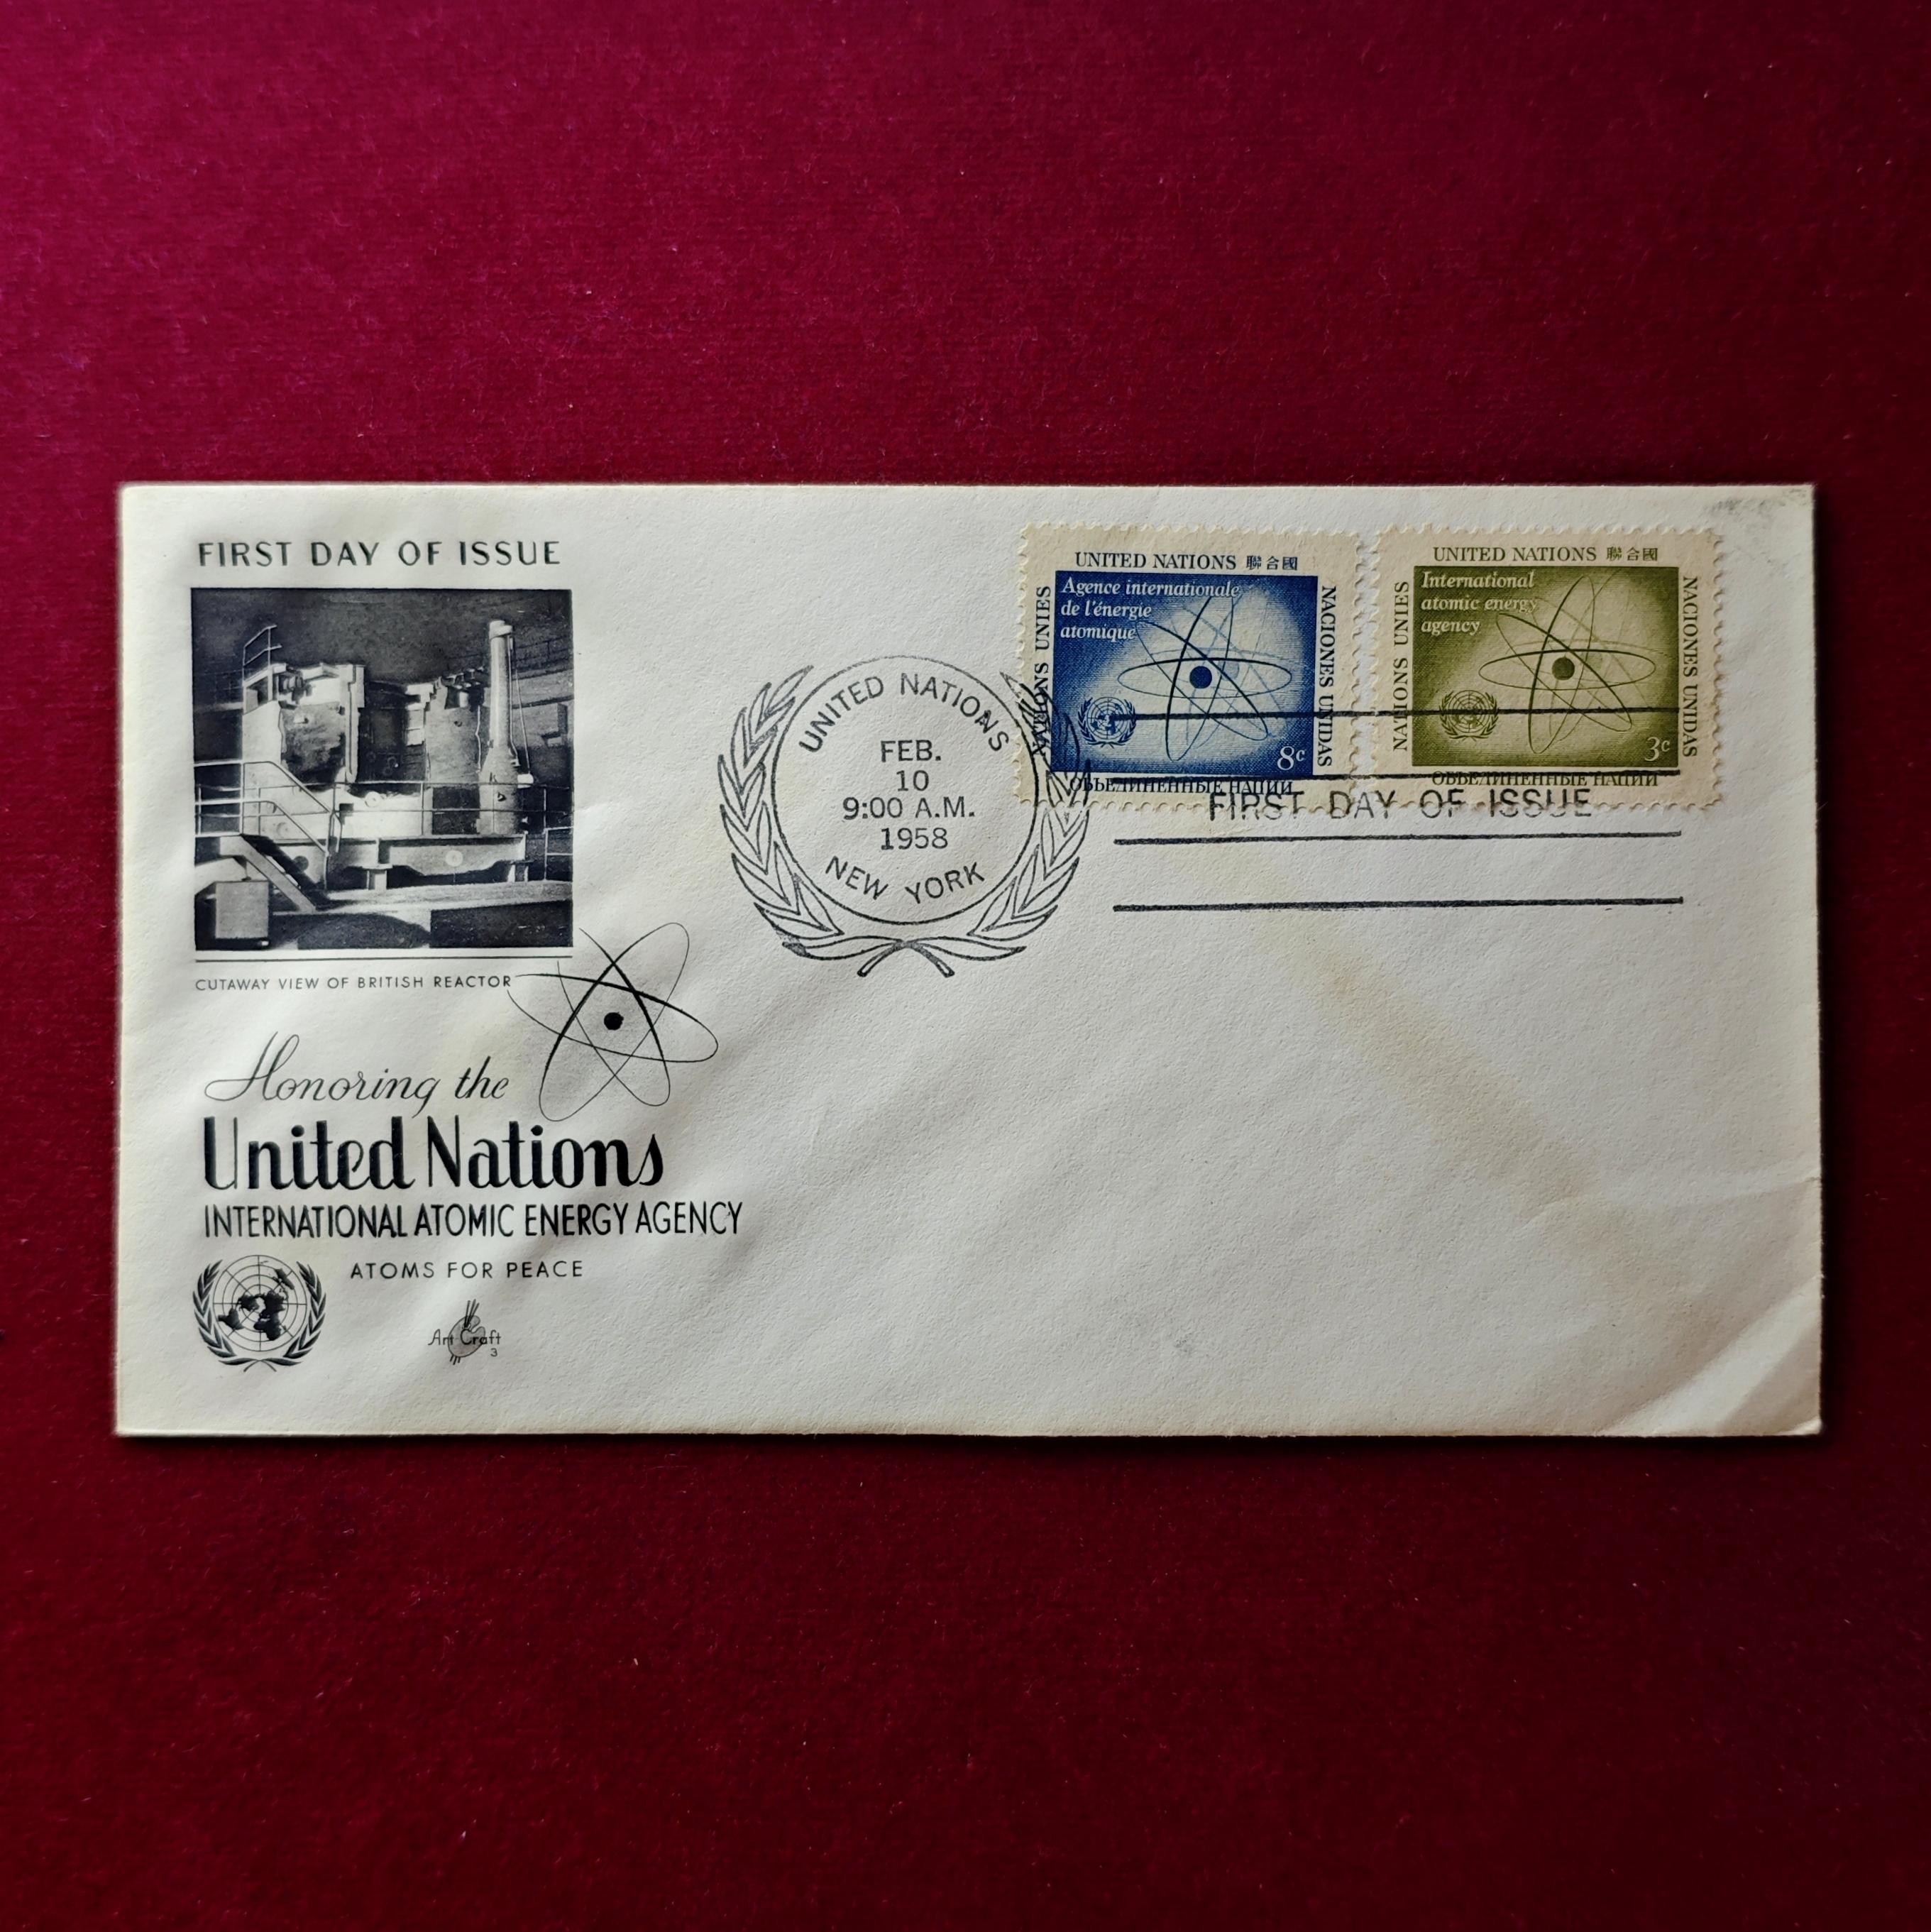 FIRST DAY OF ISSUE
CUTAWAY VIEW OF BRITISH REACTOR
Honoring the
United Nations
INTERNATIONAL ATOMIC ENERGY AGENCY
ATOMS FOR PEACE
Art Craft
3
UNITED NATIONS
FEB.
10
9:00 A.M.
1958
NEW YORK
UNITED NATIONS 聯合國
NATIONS UNIES
Agence internationale
de l'énergie
atomique
NACIONES UNIDAS
8c
ОБЪЕДИНЕННЫЕ НАЦИИ
UNITED NATIONS 聯合國
NATIONS UNIES
International
atomic energy
agency
NACIONES UNIDAS
3c
ОБЪЕДИНЕННЫЕ НАЦИИ
FIRST DAY OF ISSUE